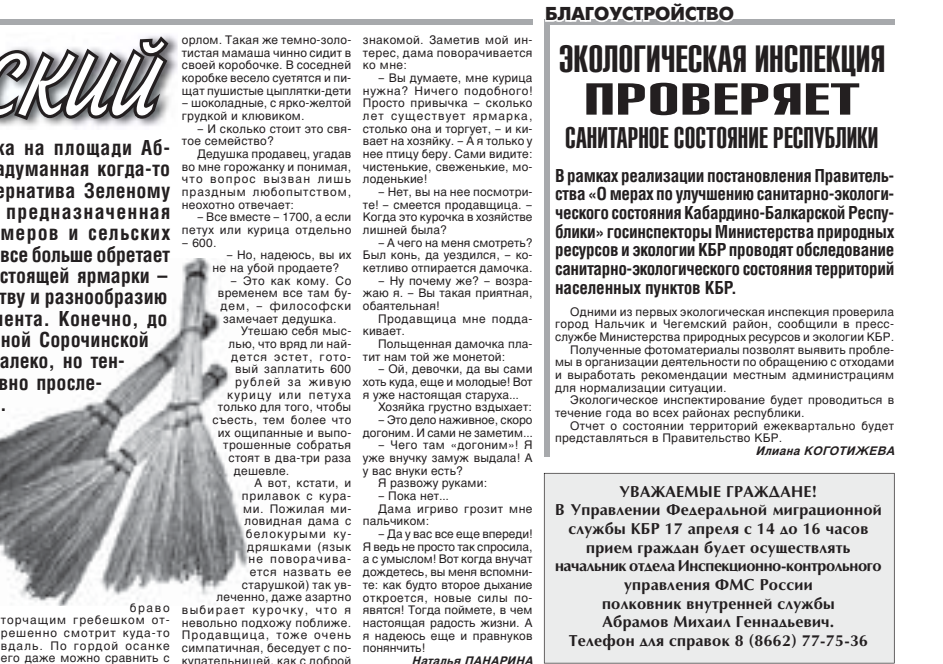 ский
ка на площади Аб-
адуманная когда-то
ернатива Зеленому
предназначенная
меров и сельских
все больше обретает
стоящей ярмарки –
тву и разнообразию
мента. Конечно, до
ной Сорочинской
алеко, но тен-
вно просле-
.
браво
торчащим гребешком от-
решенно смотрит куда-то
вдаль. По гордой осанке
его даже можно сравнить с
орлом. Такая же темно-золо-
тистая мамаша чинно сидит в
своей коробочке. В соседней
коробке весело суетятся и пи-
щат пушистые цыплятки-дети
– шоколадные, с ярко-желтой
грудкой и клювиком.
– И сколько стоит это свя-
тое семейство?
Дедушка продавец, угадав
во мне горожанку и понимая,
что вопрос вызван лишь
праздным любопытством,
неохотно отвечает:
– Все вместе – 1700, а если
петух или курица отдельно
– 600.
– Но, надеюсь, вы их
не на убой продаете?
– Это как кому. Со
временем все там бу-
дем, – философски
замечает дедушка.
Утешаю себя мыс-
лью, что вряд ли най-
дется эстет, гото-
вый заплатить 600
рублей за живую
курицу или петуха
только для того, чтобы
съесть, тем более что
их ощипанные и выпо-
трошенные собратья
стоят в два-три раза
дешевле.
А вот, кстати, и
прилавок с кура-
ми. Пожилая ми-
ловидная дама с
белокурыми ку-
дряшками (язык
не поворачива-
ется назвать ее
старушкой) так ув-
леченно, даже азартно
выбирает курочку, что я
невольно подхожу поближе.
Продавщица, тоже очень
симпатичная, беседует с по-
купательницей, как с доброй
знакомой. Заметив мой ин-
терес, дама поворачивается
ко мне:
– Вы думаете, мне курица
нужна? Ничего подобного!
Просто привычка – сколько
лет существует ярмарка,
столько она и торгует, – и ки-
вает на хозяйку. – А я только у
нее птицу беру. Сами видите:
чистенькие, свеженькие, мо-
лоденькие!
– Нет, вы на нее посмотри-
те! – смеется продавщица. –
Когда это курочка в хозяйстве
лишней была?
– А чего на меня смотреть?
Был конь, да уездился, – ко-
кетливо отпирается дамочка.
– Ну почему же? – возра-
жаю я. – Вы такая приятная,
обаятельная!
Продавщица мне подда-
кивает.
Польщенная дамочка пла-
тит нам той же монетой:
– Ой, девочки, да вы сами
хоть куда, еще и молодые! Вот
я уже настоящая старуха...
Хозяйка грустно вздыхает:
– Это дело наживное, скоро
догоним. И сами не заметим...
– Чего там «догоним»! Я
уже внучку замуж выдала! А
у вас внуки есть?
Я развожу руками:
– Пока нет...
Дама игриво грозит мне
пальчиком:
– Да у вас все еще впереди!
Я ведь не просто так спросила,
а с умыслом! Вот когда внучат
дождетесь, вы меня вспомни-
те: как будто второе дыхание
откроется, новые силы по-
явятся! Тогда поймете, в чем
настоящая радость жизни. А
я надеюсь еще и правнуков
понянчить!
Наталья ПАНАРИНА
БЛАГОУСТРОЙСТВО
ЭКОЛОГИЧЕСКАЯ ИНСПЕКЦИЯ
ПРОВЕРЯЕТ
САНИТАРНОЕ СОСТОЯНИЕ РЕСПУБЛИКИ
В рамках реализации постановления Правитель-
ства «О мерах по улучшению санитарно-экологи-
ческого состояния Кабардино-Балкарской Респу-
блики» госинспекторы Министерства природных
ресурсов и экологии КБР проводят обследование
санитарно-экологического состояния территорий
населенных пунктов КБР.
Одними из первых экологическая инспекция проверила
город Нальчик и Чегемский район, сообщили в пресс-
службе Министерства природных ресурсов и экологии КБР.
Полученные фотоматериалы позволят выявить пробле-
мы в организации деятельности по обращению с отходами
и выработать рекомендации местным администрациям
для нормализации ситуации.
Экологическое инспектирование будет проводиться в
течение года во всех районах республики.
Отчет о состоянии территорий ежеквартально будет
представляться в Правительство КБР.
Илиана КОГОТИЖЕВА
УВАЖАЕМЫЕ ГРАЖДАНЕ!
В Управлении Федеральной миграционной
службы КБР 17 апреля с 14 до 16 часов
прием граждан будет осуществлять
начальник отдела Инспекционно-контрольного
управления ФМС России
полковник внутренней службы
Абрамов Михаил Геннадьевич.
Телефон для справок 8 (8662) 77-75-36